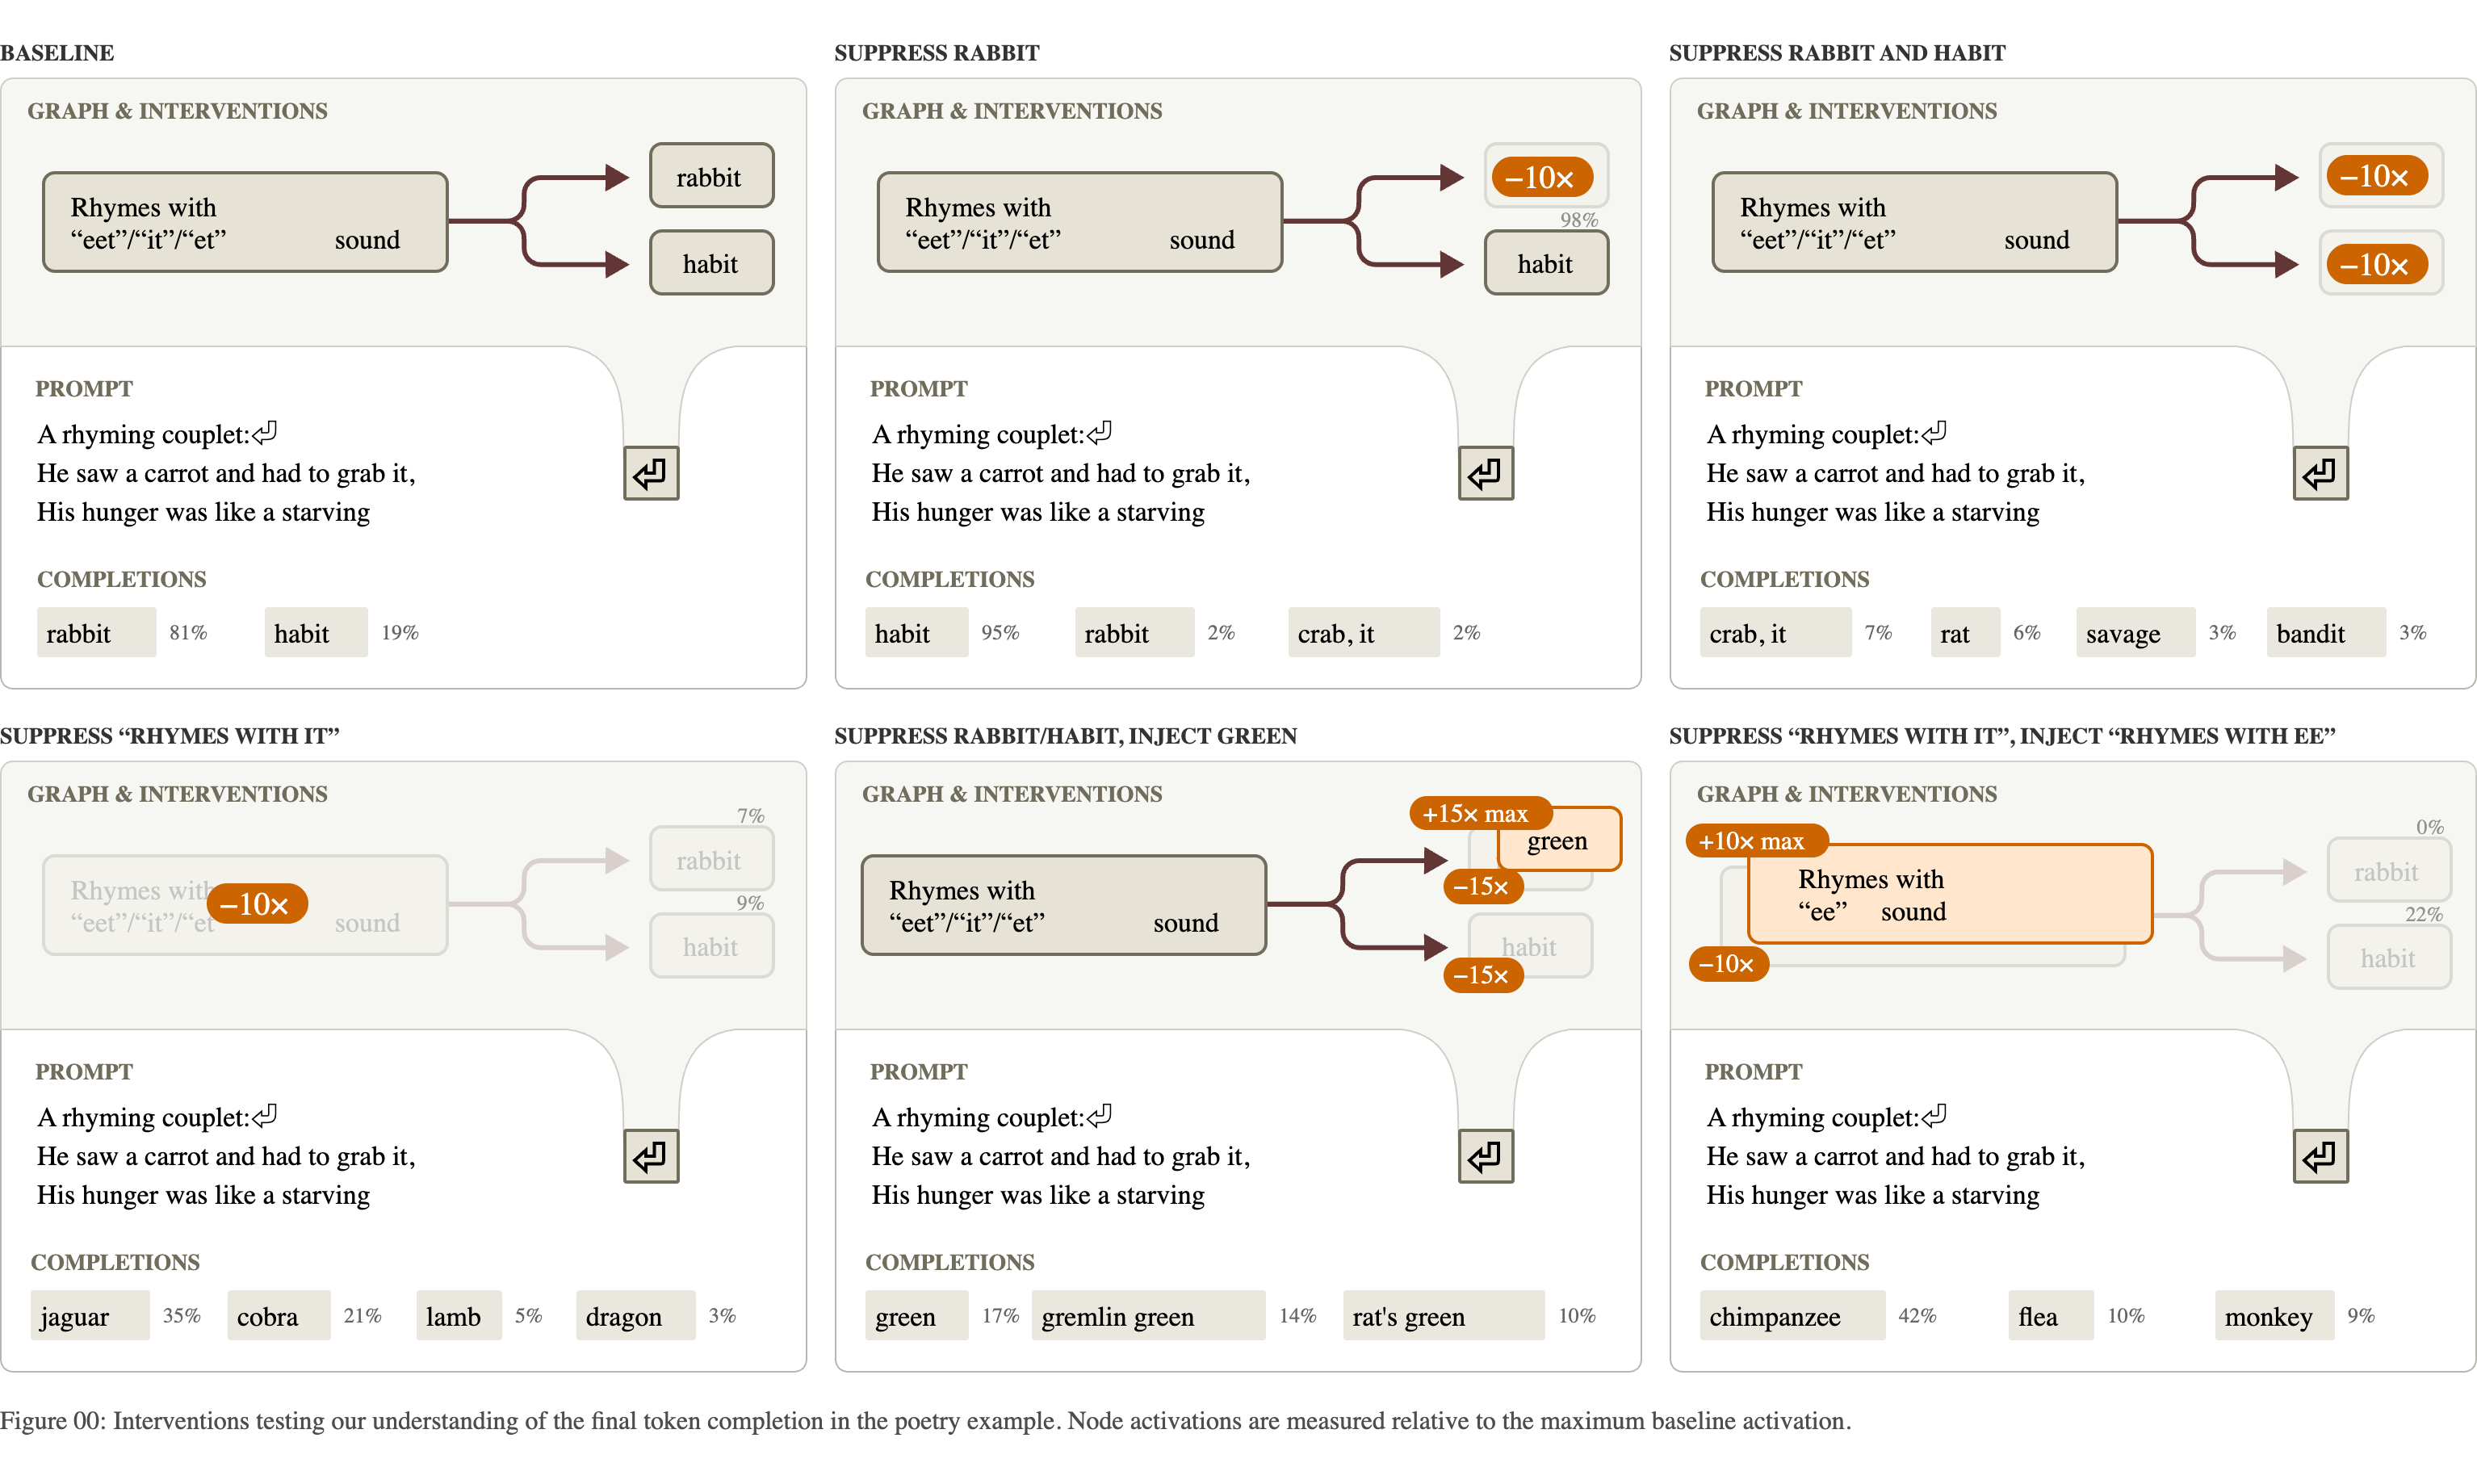 BASELINE
GRAPH & INTERVENTIONS
Rhymes with
“eet”/“it”/“et” sound
rabbit
habit
PROMPT
A rhyming couplet:⏎
He saw a carrot and had to grab it,
His hunger was like a starving
⏎
COMPLETIONS
rabbit 81% habit 19%
SUPPRESS RABBIT
GRAPH & INTERVENTIONS
Rhymes with
“eet”/“it”/“et” sound
−10×
98%
habit
PROMPT
A rhyming couplet:⏎
He saw a carrot and had to grab it,
His hunger was like a starving
⏎
COMPLETIONS
habit 95% rabbit 2% crab, it 2%
SUPPRESS RABBIT AND HABIT
GRAPH & INTERVENTIONS
Rhymes with
“eet”/“it”/“et” sound
−10×
−10×
PROMPT
A rhyming couplet:⏎
He saw a carrot and had to grab it,
His hunger was like a starving
⏎
COMPLETIONS
crab, it 7% rat 6% savage 3% bandit 3%
SUPPRESS “RHYMES WITH IT”
GRAPH & INTERVENTIONS
Rhymes with
“eet”/“it”/“et sound
−10×
7%
rabbit
9%
habit
PROMPT
A rhyming couplet:⏎
He saw a carrot and had to grab it,
His hunger was like a starving
⏎
COMPLETIONS
jaguar 35% cobra 21% lamb 5% dragon 3%
SUPPRESS RABBIT/HABIT, INJECT GREEN
GRAPH & INTERVENTIONS
Rhymes with
“eet”/“it”/“et” sound
+15× max
green
−15×
habit
−15×
PROMPT
A rhyming couplet:⏎
He saw a carrot and had to grab it,
His hunger was like a starving
⏎
COMPLETIONS
green 17% gremlin green 14% rat's green 10%
SUPPRESS “RHYMES WITH IT”, INJECT “RHYMES WITH EE”
GRAPH & INTERVENTIONS
+10× max
Rhymes with
“ee” sound
−10×
0%
rabbit
22%
habit
PROMPT
A rhyming couplet:⏎
He saw a carrot and had to grab it,
His hunger was like a starving
⏎
COMPLETIONS
chimpanzee 42% flea 10% monkey 9%
Figure 00: Interventions testing our understanding of the final token completion in the poetry example. Node activations are measured relative to the maximum baseline activation.